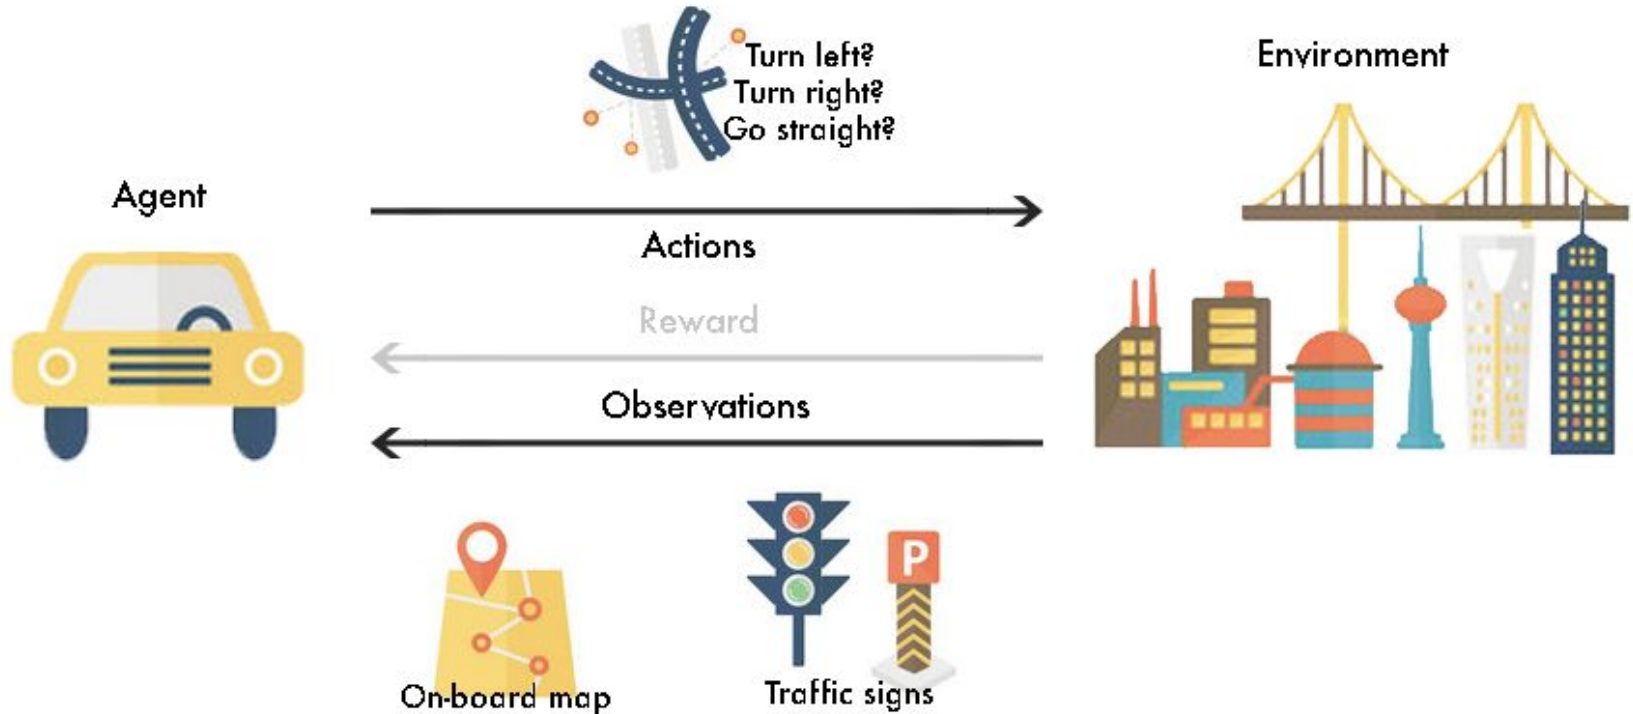 Turn left?
Turn right?
Go straight?
Environment
Agent
Actions
Reward
Observations
P
On-board map
Traffic signs